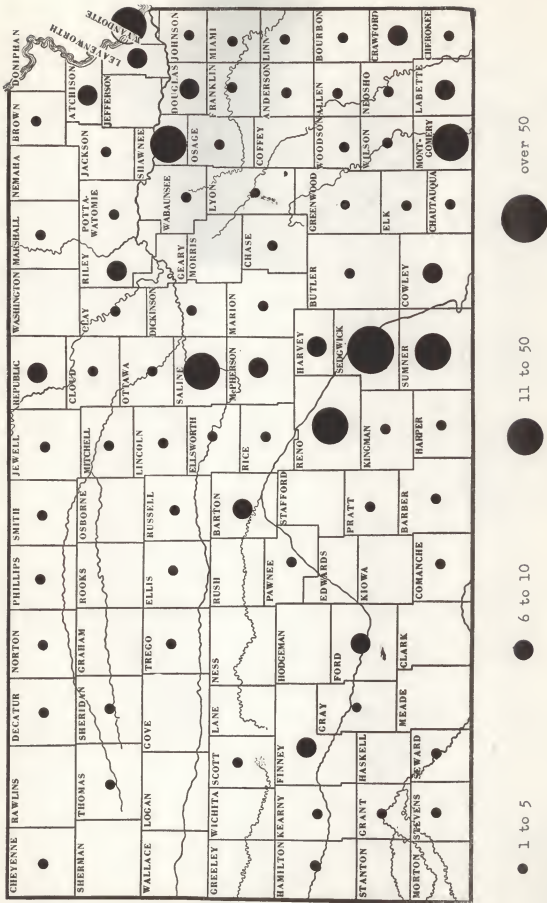 CHEYENNE
RAWLINS
DECATUR
NORTON
PHILLIPS
SMITH
JEWELL
REPUBLIC
WASHINGTON
MARSHALL
NEMAHA
BROWN
DONIPHAN
SHERMAN
THOMAS
SHERIDAN
GRAHAM
ROOKS
OSBORNE
MITCHELL
CLOUD
CLAY
RILEY
POTTA-
WATOMIE
JACKSON
ATCHISON
JEFFERSON
LEAVENWORTH
WYANDOTTE
WALLACE
LOGAN
GOVE
TREGO
ELLIS
RUSSELL
LINCOLN
OTTAWA
SALINE
DICKINSON
GEARY
MORRIS
WABAUNSEE
SHAWNEE
OSAGE
DOUGLAS
JOHNSON
GREELEY
WICHITA
SCOTT
LANE
NESS
RUSH
BARTON
ELLSWORTH
RICE
McPHERSON
MARION
CHASE
LYON
COFFEY
FRANKLIN
MIAMI
ANDERSON
LINN
HAMILTON
KEARNY
FINNEY
HODGEMAN
PAWNEE
STAFFORD
EDWARDS
RENO
HARVEY
SEDGWICK
BUTLER
GREENWOOD
WOODSON
ALLEN
BOURBON
STANTON
GRANT
HASKELL
GRAY
FORD
KIOWA
PRATT
KINGMAN
ELK
WILSON
NEOSHO
CRAWFORD
MORTON
STEVENS
SEWARD
MEADE
CLARK
COMANCHE
BARBER
HARPER
SUMNER
COWLEY
CHAUTAUQUA
MONT-
GOMERY
LABETTE
CHEROKEE
1 to 5
6 to 10
11 to 50
over 50